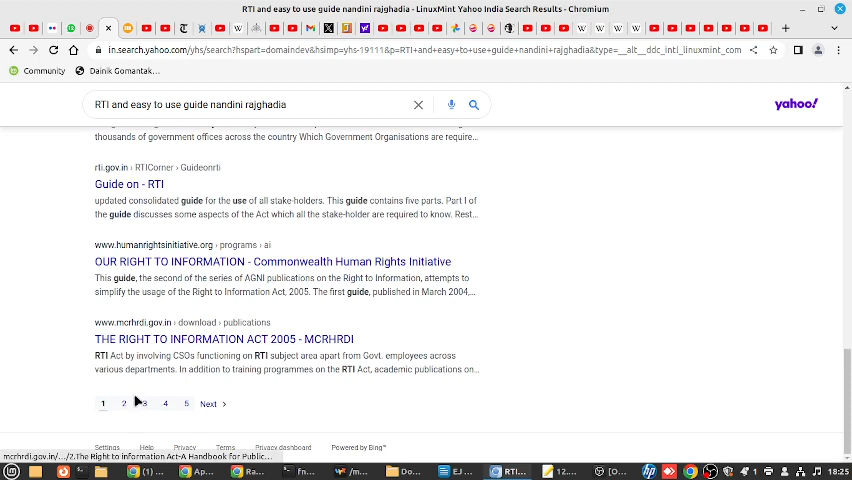 RTI and easy to use guide nandini rajghadia - LinuxMint Yahoo India Search Results - Chromium
in.search.yahoo.com/yhs/search?hspart=domaindev&hsimp=yhs-19111&p=RTI+and+easy+to+use+guide+nandini+rajghadia&type=__alt__ddc_intl_linuxmint_com
Community
Dainik Gomantak...
RTI and easy to use guide nandini rajghadia
yahoo!
thousands of government offices across the country Which Government Organisations are require...
rti.gov.in › RTICorner › Guideonrti
Guide on - RTI
updated consolidated guide for the use of all stake-holders. This guide contains five parts. Part I of
the guide discusses some aspects of the Act which all the stake-holder are required to know. Rest...
www.humanrightsinitiative.org › programs › ai
OUR RIGHT TO INFORMATION - Commonwealth Human Rights Initiative
This guide, the second of the series of AGNI publications on the Right to Information, attempts to
simplify the usage of the Right to Information Act, 2005. The first guide, published in March 2004,...
www.mcrhrdi.gov.in › download › publications
THE RIGHT TO INFORMATION ACT 2005 - MCRHRDI
RTI Act by involving CSOs functioning on RTI subject area apart from Govt. employees across
various departments. In addition to training programmes on the RTI Act, academic publications on...
1 2 3 4 5 Next ›
Settings Help Privacy Terms Privacy dashboard Powered by Bing™
mcrhrdi.gov.in/.../2.The Right to information Act-A Handbook for Public...
(1) ... Ap... Ra... Fn... /m... Do... EJ ... RTI... 12.... [O... 1 18:25